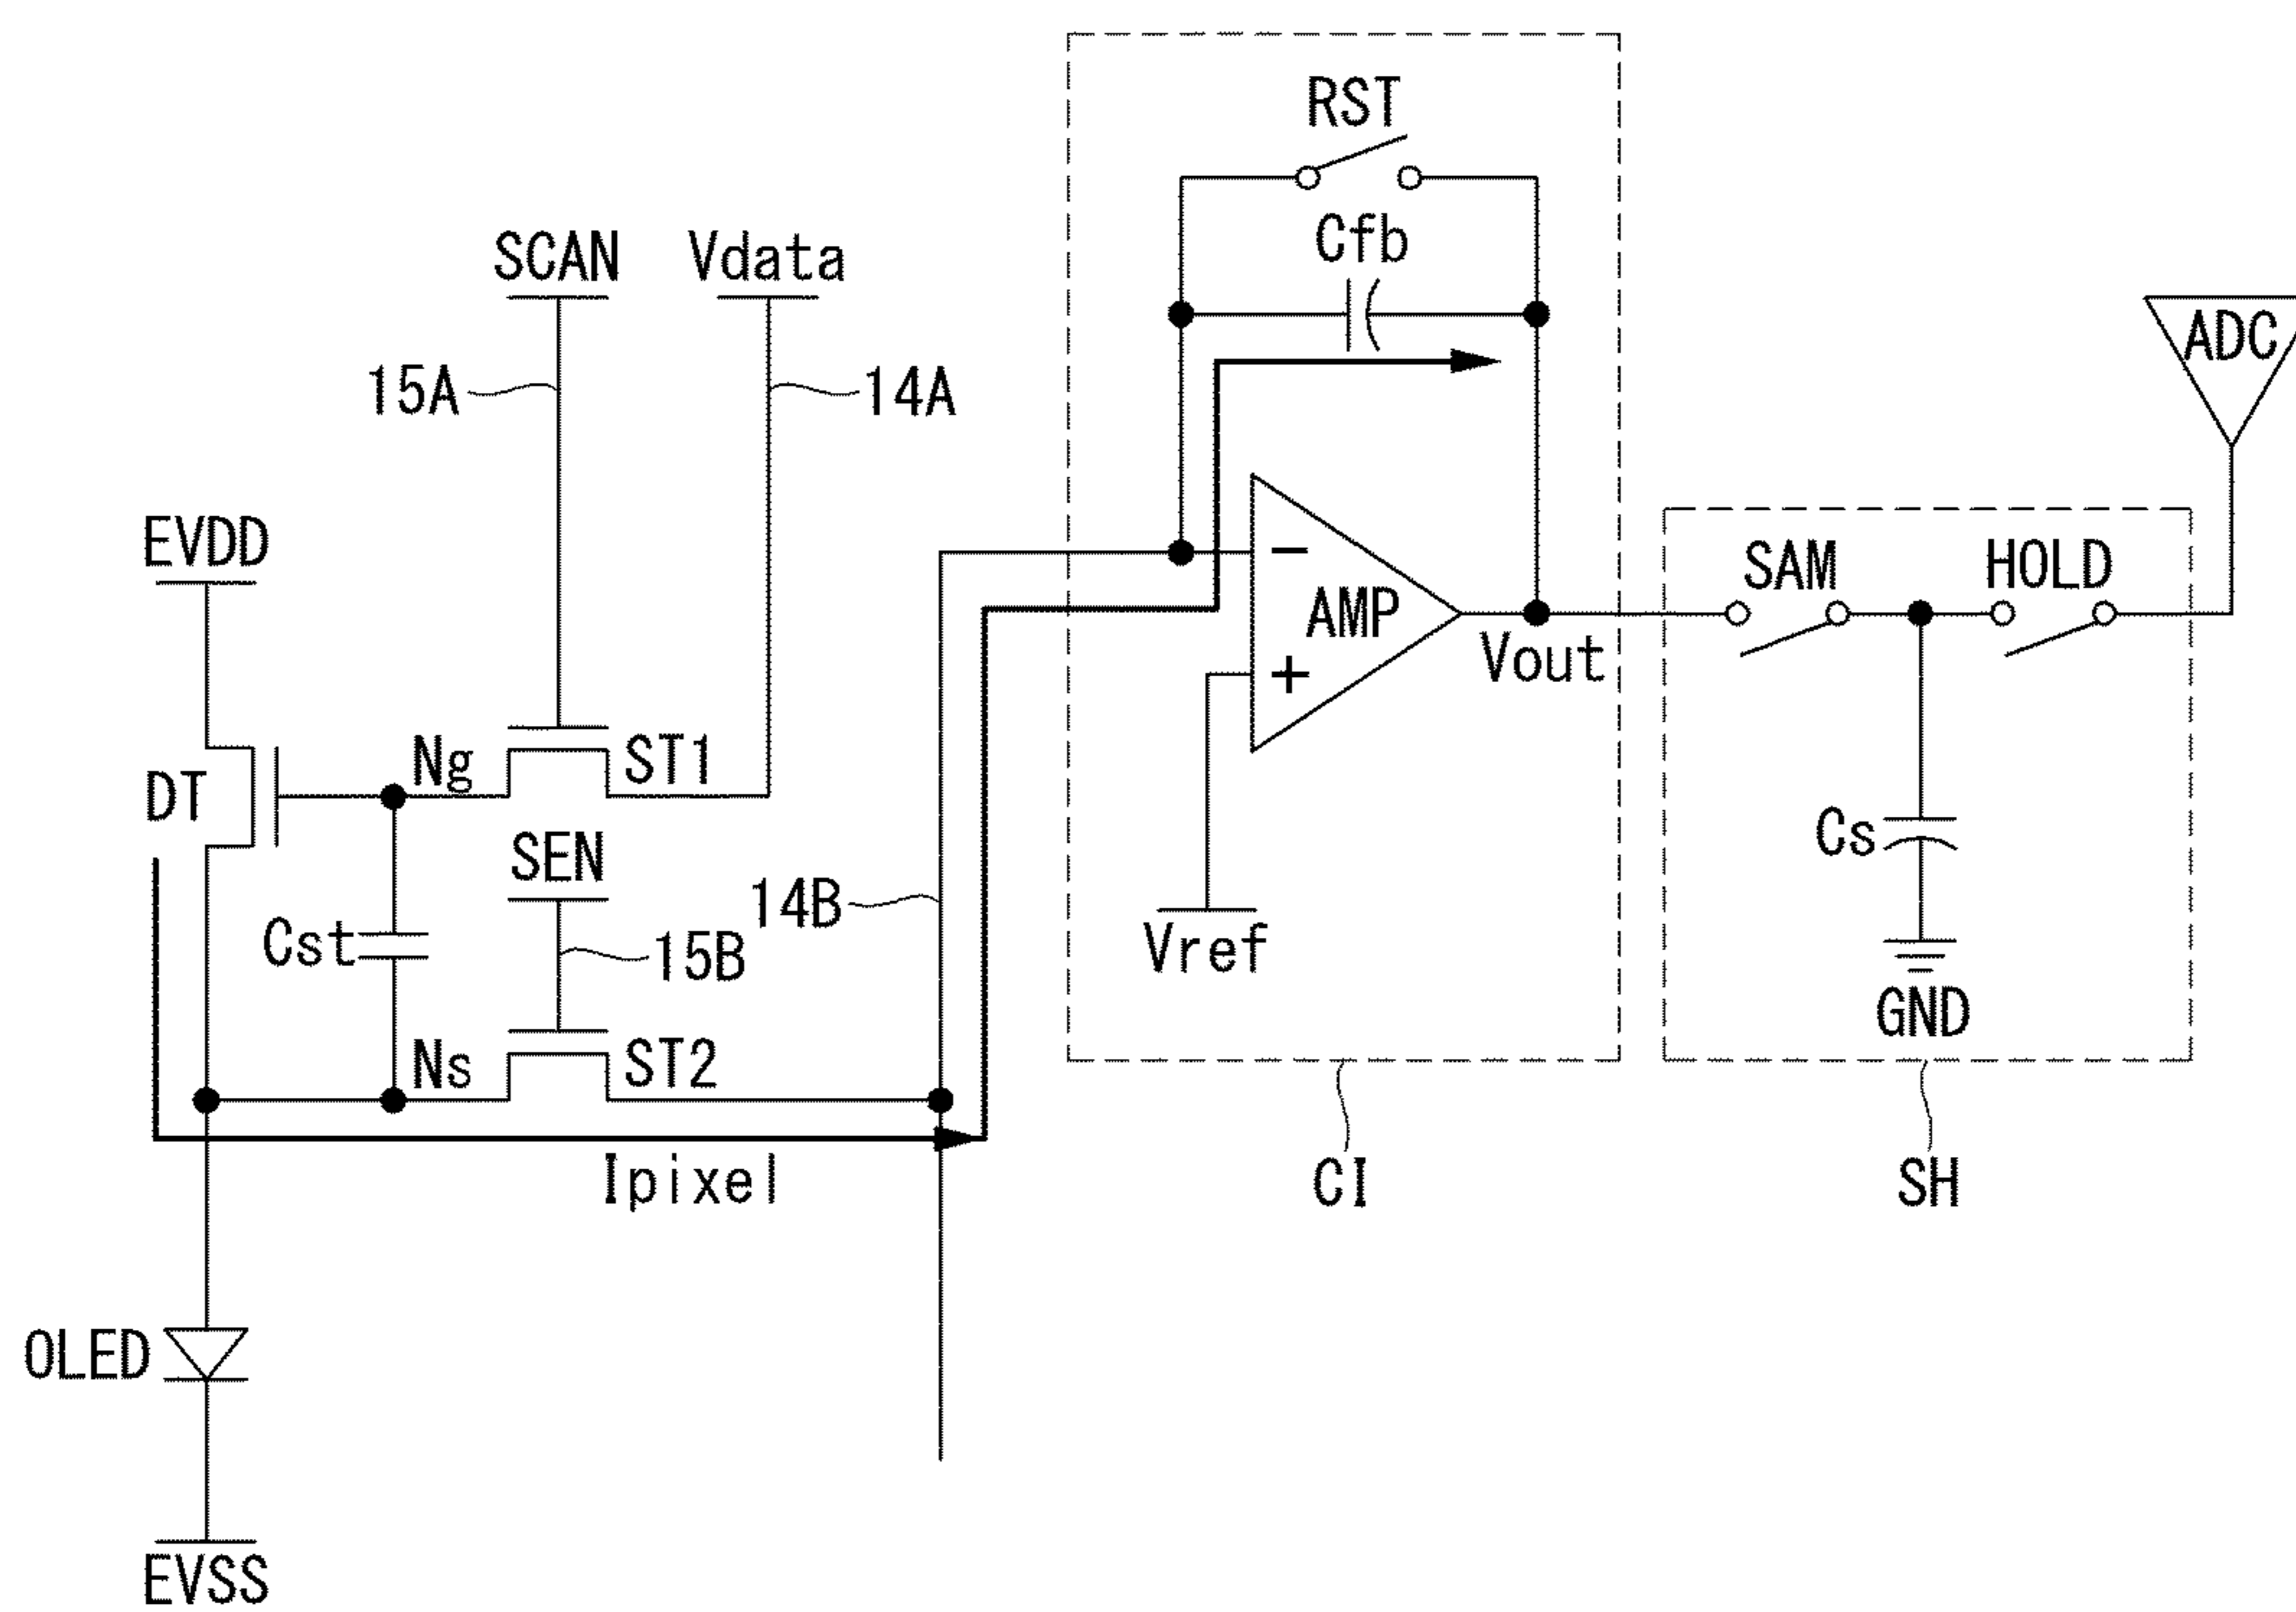 RST
Cfb
SCAN
Vdata
ADC
15A
14A
EVDD
SAM
HOLD
−
AMP
+
Vout
Ng
ST1
DT
SEN
14B
Cs
Cst
15B
Vref
GND
Ns
ST2
Ipixel
CI
SH
OLED
EVSS